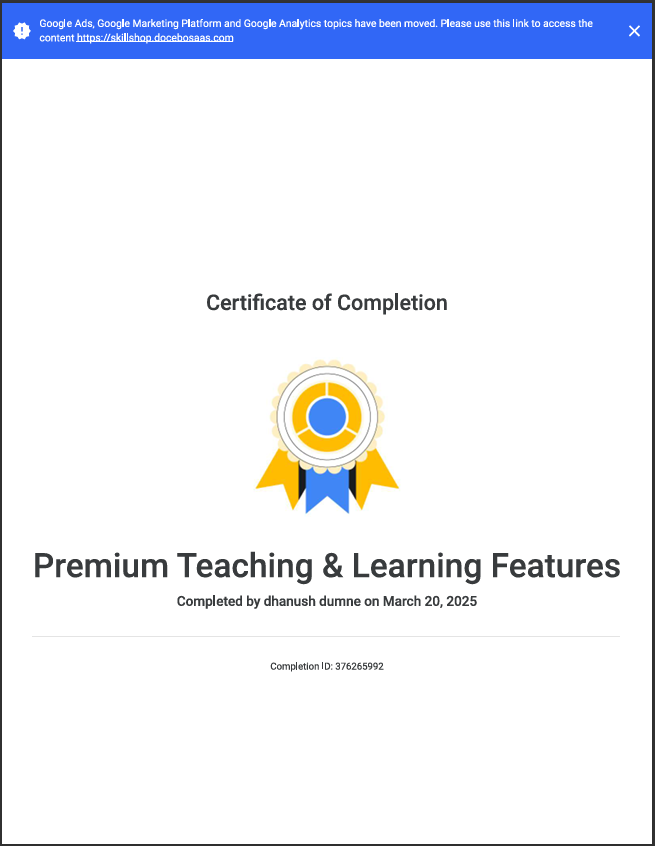 Google Ads, Google Marketing Platform and Google Analytics topics have been moved. Please use this link to access the
content https://skillshop.docebosaas.com
Certificate of Completion
Premium Teaching & Learning Features
Completed by dhanush dumne on March 20, 2025
Completion ID: 376265992